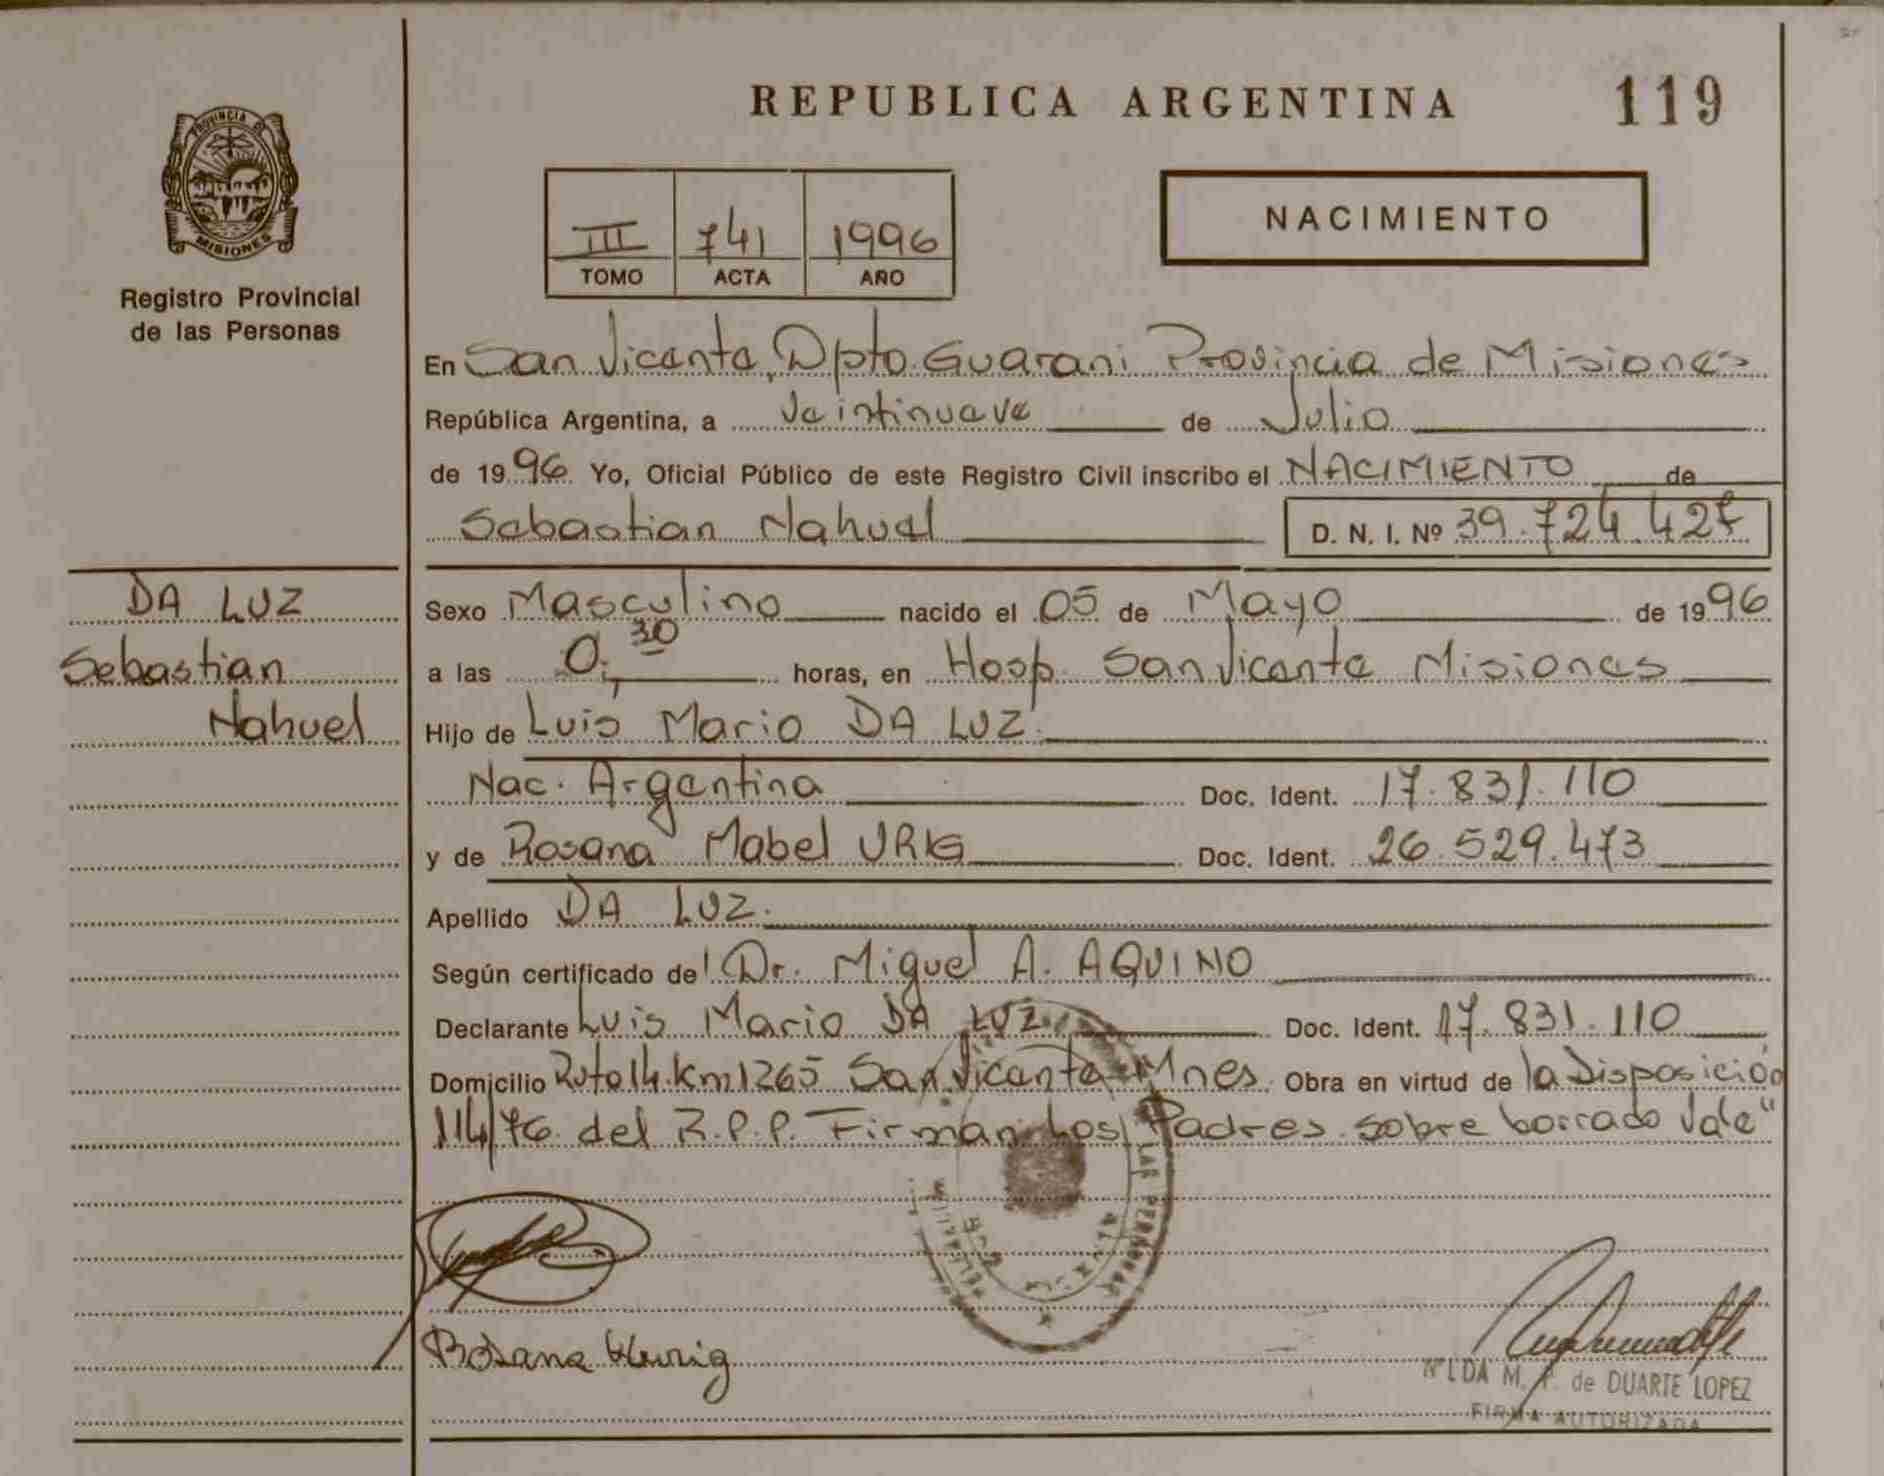 REPUBLICA ARGENTINA 119
PROVINCIA DE
MISIONES
Registro Provincial
de las Personas
III 741 1996
TOMO ACTA AÑO
NACIMIENTO
En San Vicente, Dpto. Guarani Provincia de Misiones
República Argentina, a Veintinueve de Julio
de 1996 Yo, Oficial Público de este Registro Civil inscribo el NACIMIENTO de
Sebastian Nahuel D. N. I. Nº 39.724.427
DA LUZ
Sebastian
Nahuel
Sexo Masculino nacido el 05 de Mayo de 1996
a las 0,30 horas, en Hosp. San Vicente Misiones
Hijo de Luis Mario DA LUZ.
Nac. Argentina Doc. Ident. 17.831.110
y de Rosana Mabel URIG Doc. Ident. 26.529.473
Apellido DA LUZ.
Según certificado de Dr. Miguel A. AQUINO
Declarante Luis Mario DA LUZ Doc. Ident. 17.831.110
Domicilio Ruta 14. Km 1265 San Vicente Mnes. Obra en virtud de la Disposición
114/76 del R.P.P. Firman Los Padres. sobre borrado Vale"
LAS PERSONAS
Rosana
M. P. de DUARTE LOPEZ
FIRMA AUTORIZADA